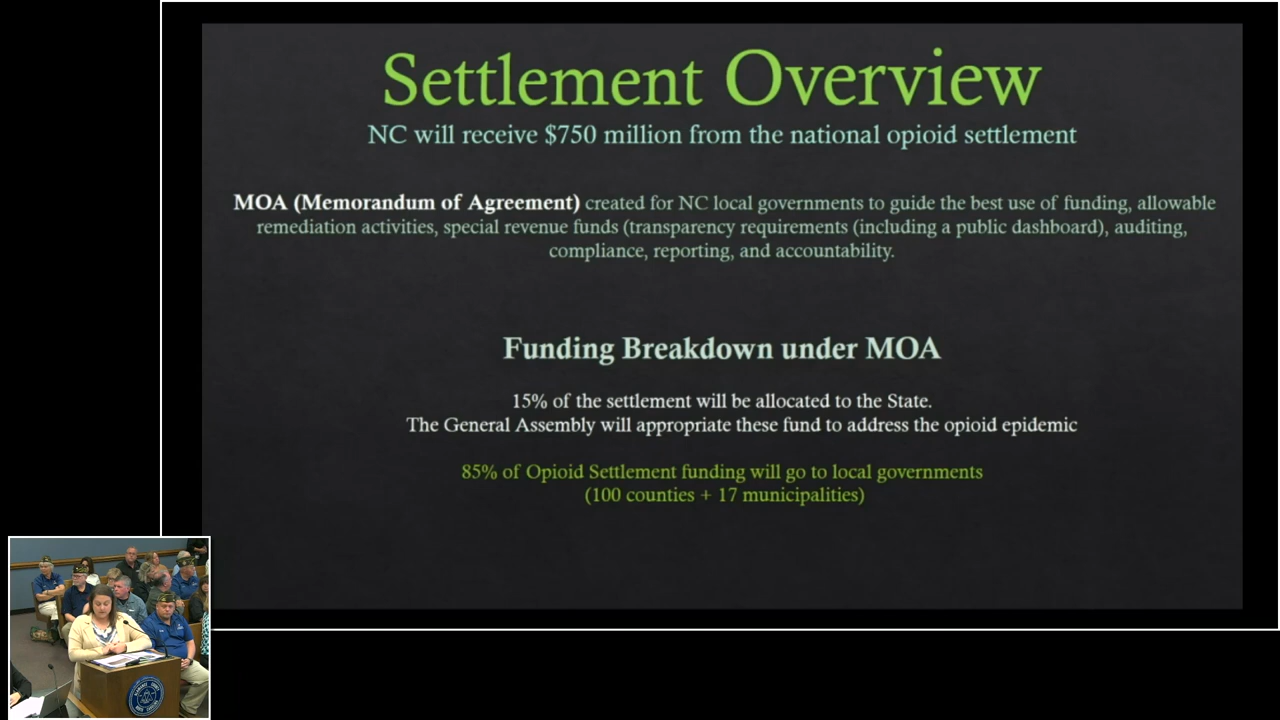 Settlement Overview
NC will receive $750 million from the national opioid settlement
MOA (Memorandum of Agreement) created for NC local governments to guide the best use of funding, allowable
remediation activities, special revenue funds (transparency requirements (including a public dashboard), auditing,
compliance, reporting, and accountability.
Funding Breakdown under MOA
15% of the settlement will be allocated to the State.
The General Assembly will appropriate these fund to address the opioid epidemic
85% of Opioid Settlement funding will go to local governments
(100 counties + 17 municipalities)